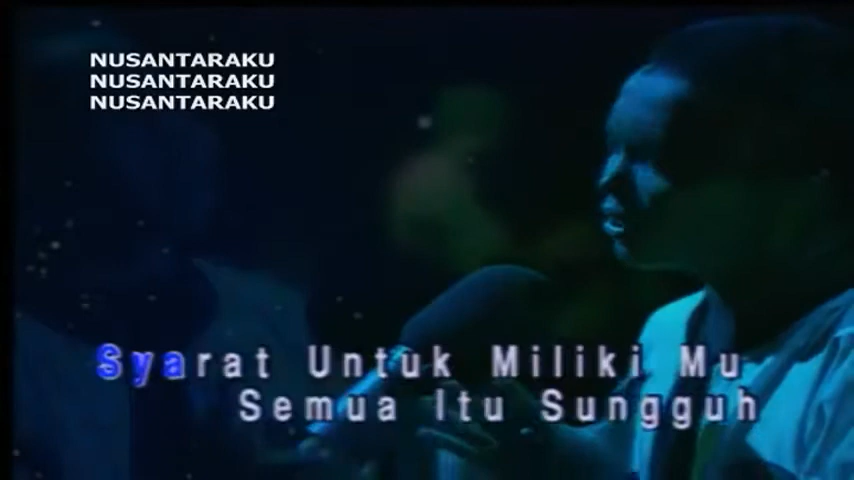 NUSANTARAKU
NUSANTARAKU
NUSANTARAKU
Syarat Untuk Miliki Mu
Semua Itu Sungguh